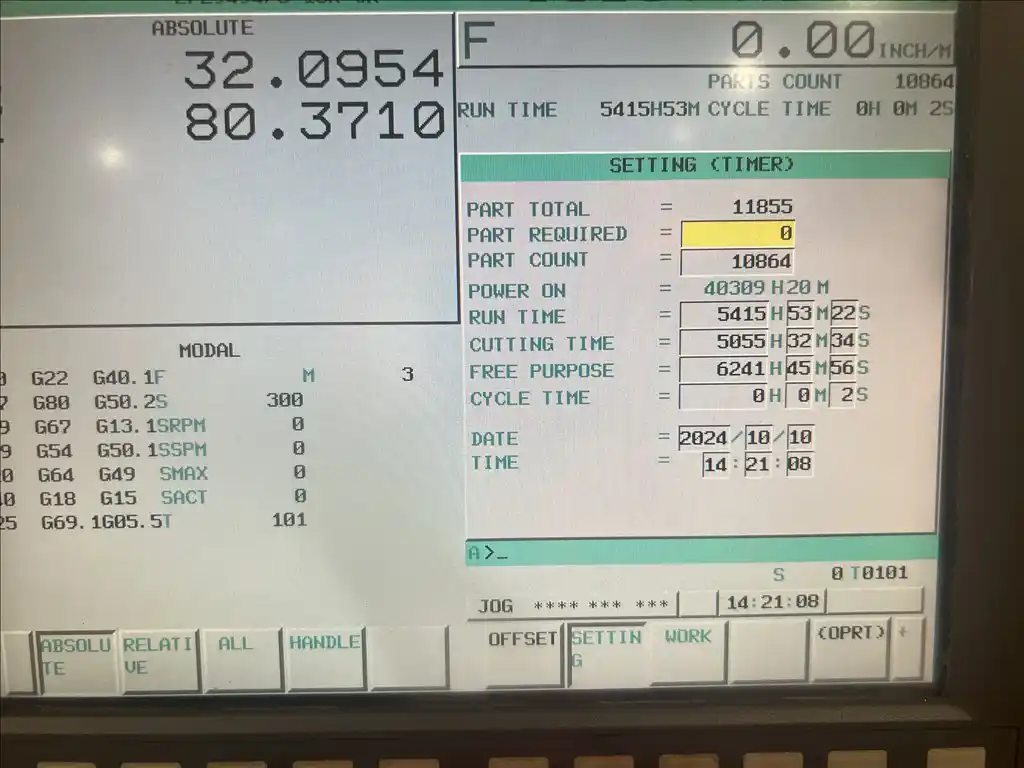 ABSOLUTE
32.0954
80.3710
F 0.00 INCH/M
PARTS COUNT 10864
RUN TIME 5415H53M CYCLE TIME 0H 0M 2S
SETTING (TIMER)
PART TOTAL = 11855
PART REQUIRED = 0
PART COUNT = 10864
POWER ON = 40309 H 20 M
RUN TIME = 5415 H 53 M 22 S
CUTTING TIME = 5055 H 32 M 34 S
FREE PURPOSE = 6241 H 45 M 56 S
CYCLE TIME = 0 H 0 M 2 S
DATE = 2024/10/10
TIME = 14:21:08
MODAL
G22 G40.1 F M 3
G80 G50.2 S 300
G67 G13.1 SRPM 0
G54 G50.1 SSPM 0
G64 G49 SMAX 0
G18 G15 SACT 0
G69.1 G05.5 T 101
A>_
S 0 T0101
JOG **** *** *** 14:21:08
ABSOLUTE RELATIVE ALL HANDLE
OFFSET SETTING WORK (OPRT) +